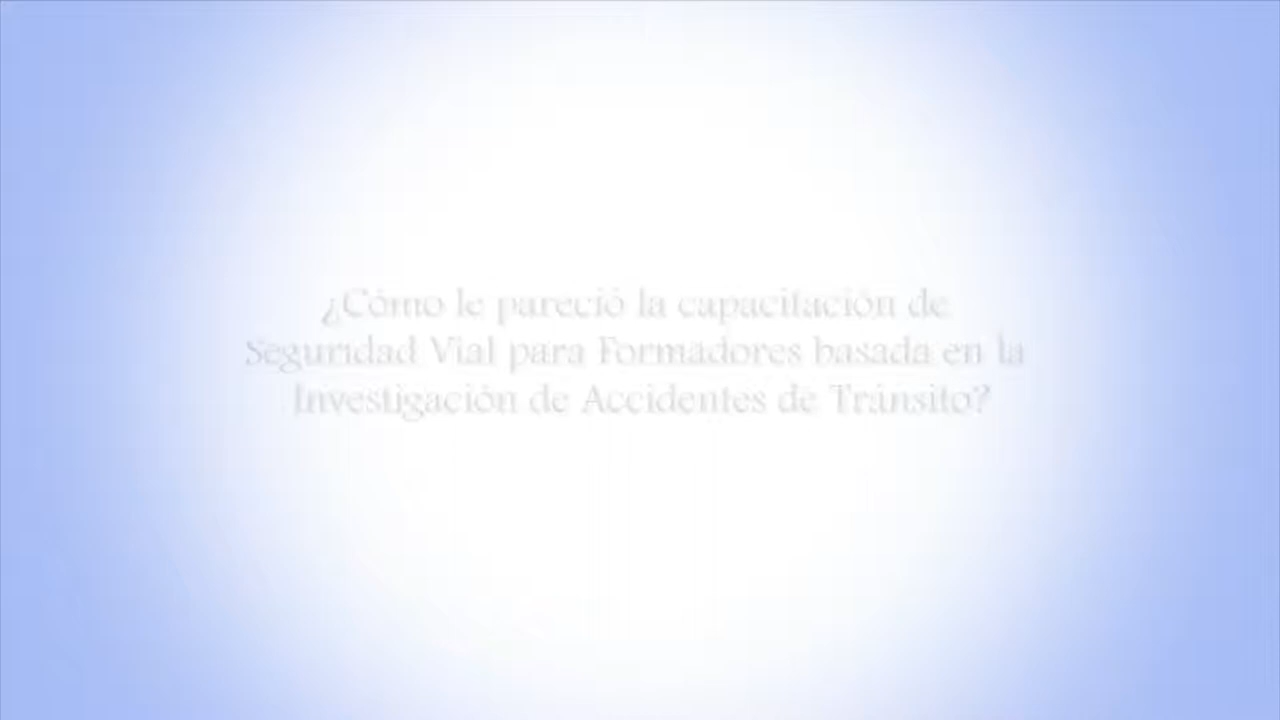 ¿Cómo le pareció la capacitación de
Seguridad Vial para Formadores basada en la
Investigación de Accidentes de Tránsito?